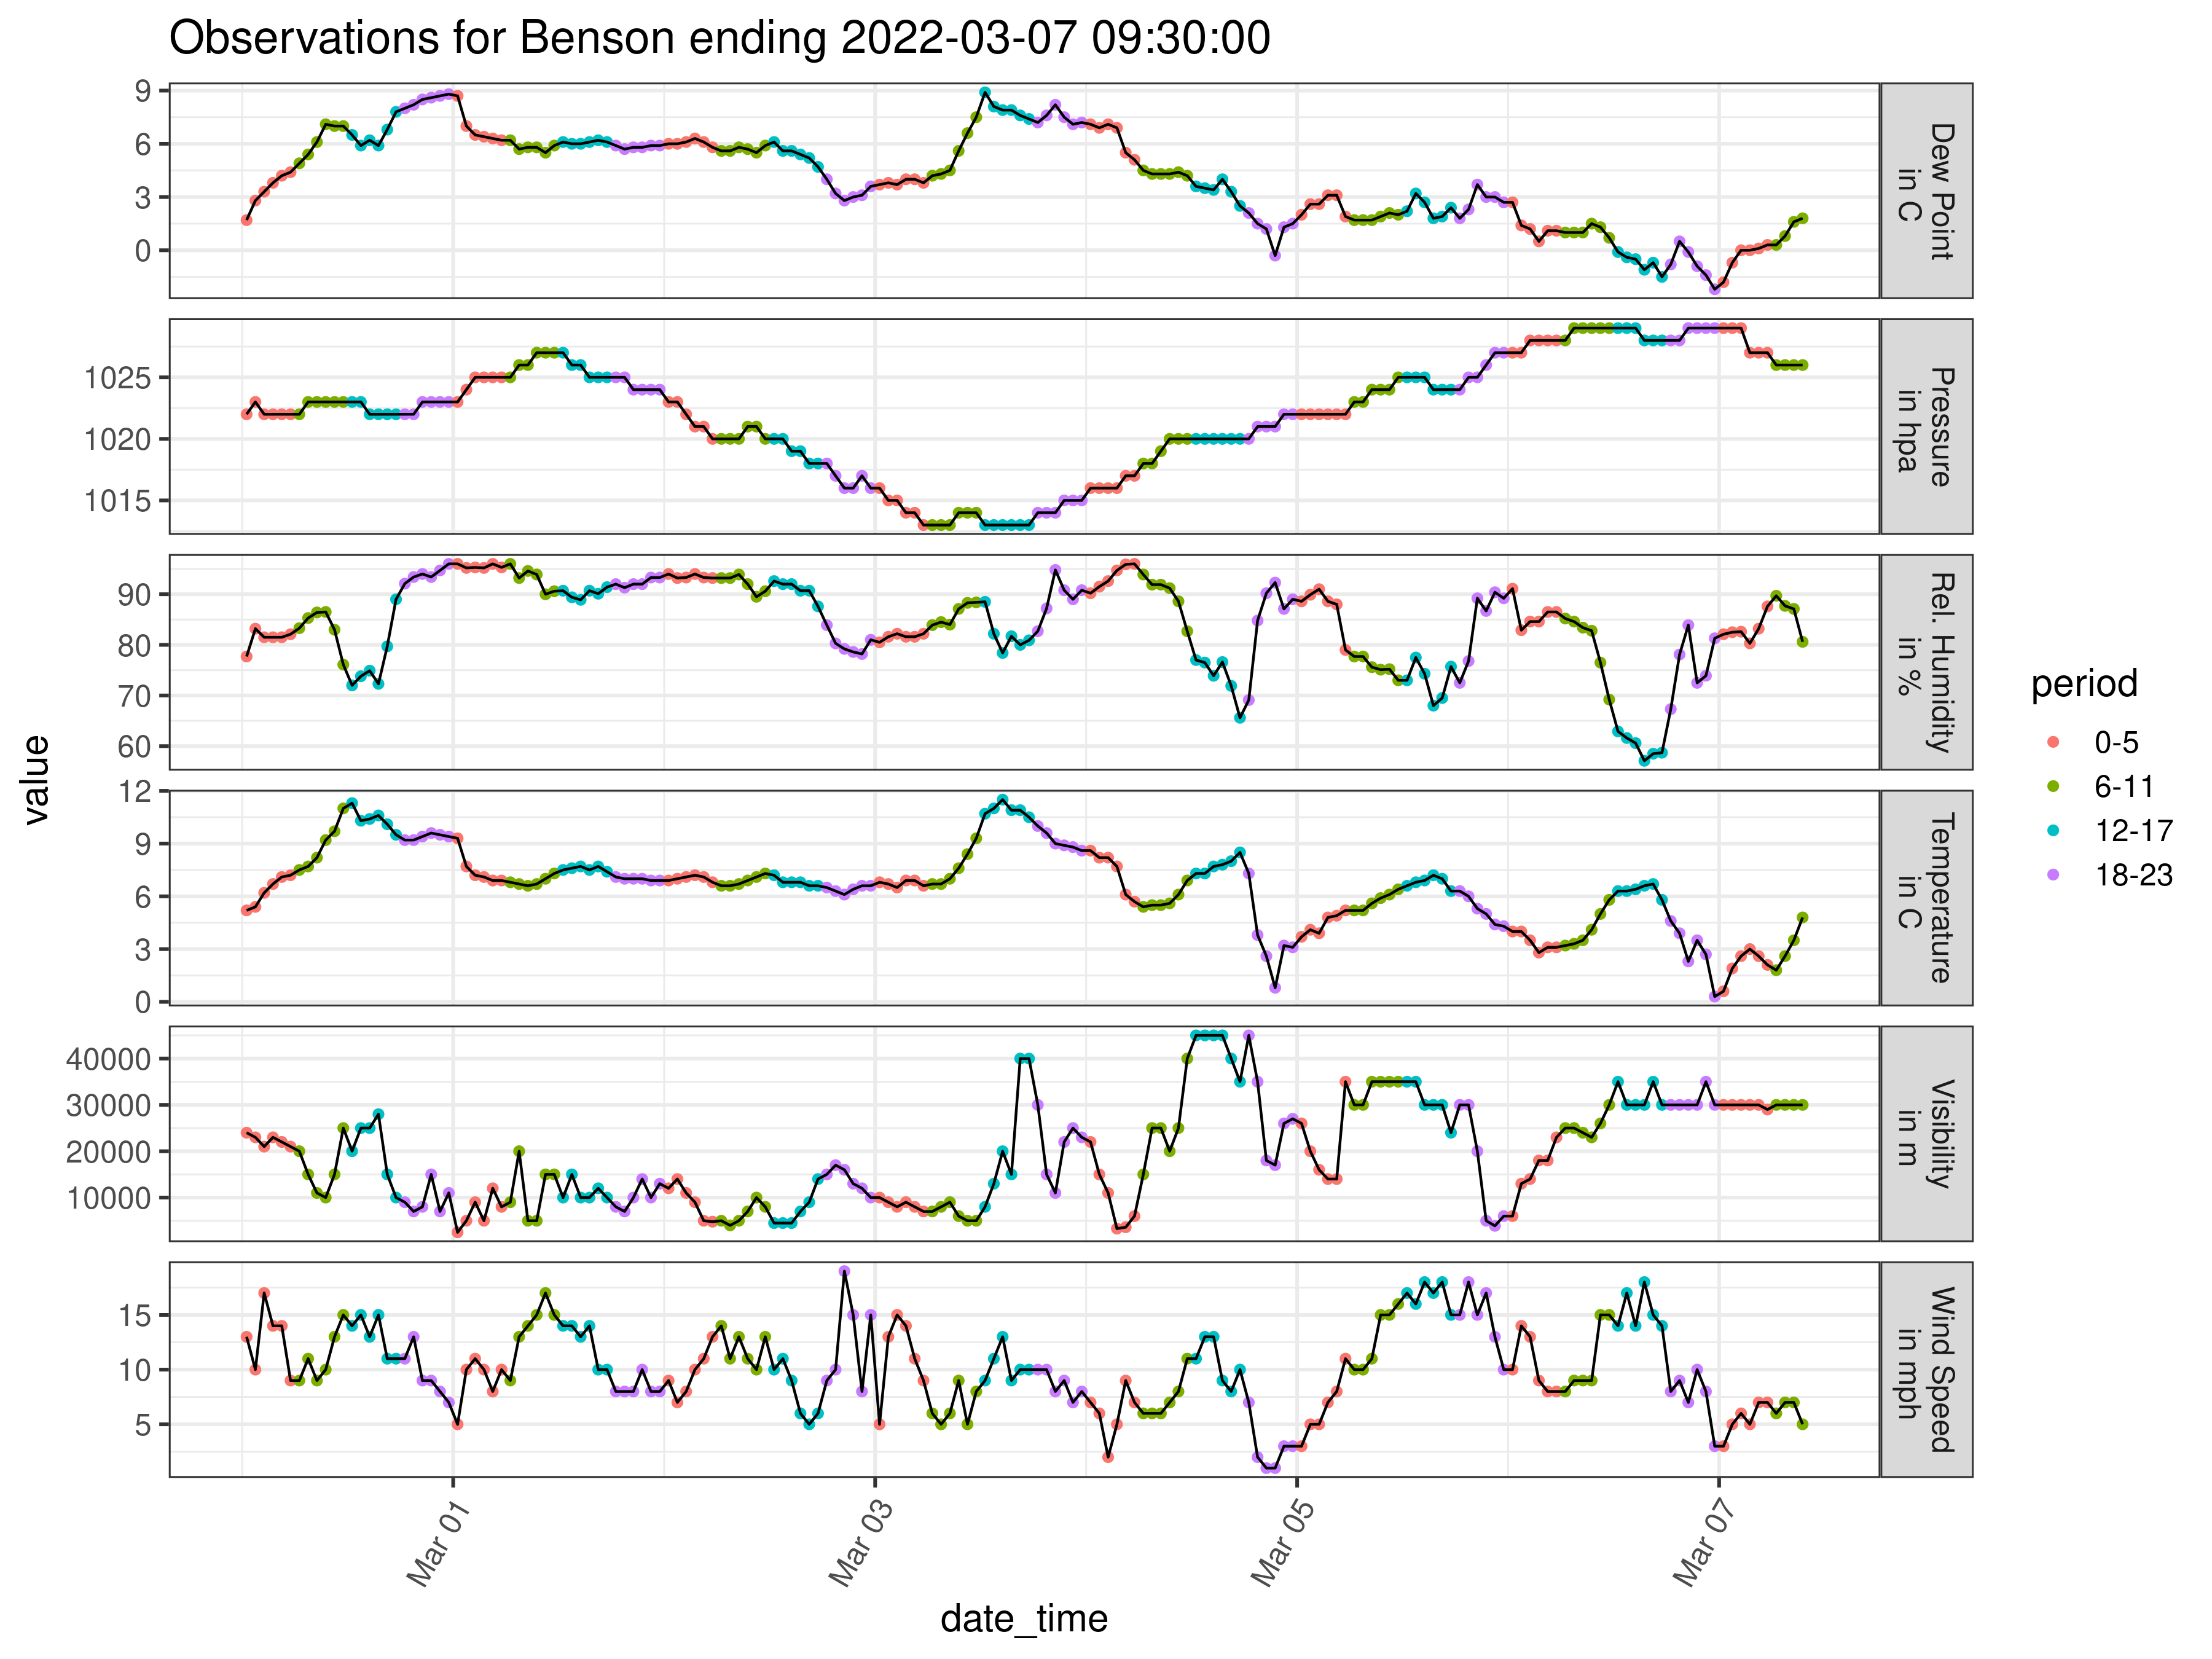 Observations for Benson ending 2022-03-07 09:30:00
value
9
6
3
0
Dew Point
in C
1025
1020
1015
Pressure
in hpa
90
80
70
60
Rel. Humidity
in %
12
9
6
3
0
Temperature
in C
40000
30000
20000
10000
Visibility
in m
15
10
5
Wind Speed
in mph
Mar 01
Mar 03
Mar 05
Mar 07
date_time
period
0-5
6-11
12-17
18-23